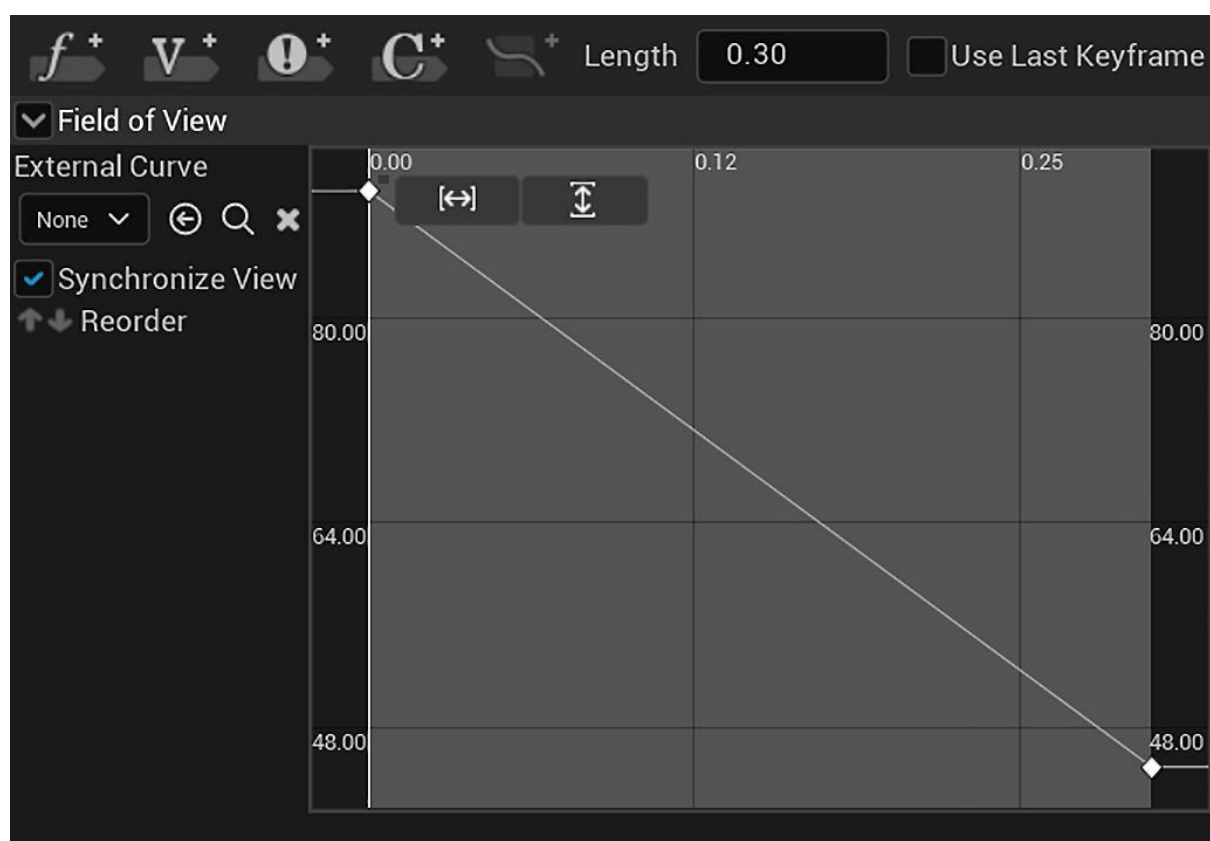 f+ V+ !+ C+ + Length 0.30 Use Last Keyframe
Field of View
External Curve
None
Synchronize View
Reorder
0.00 0.12 0.25
80.00 80.00
64.00 64.00
48.00 48.00